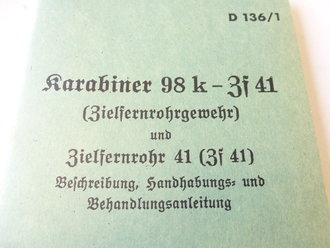 D 136/1
Karabiner 98 k - Zf 41
(Zielfernrohrgewehr)
und
Zielfernrohr 41 (Zf 41)
Beschreibung, Handhabungs- und
Behandlungsanleitung